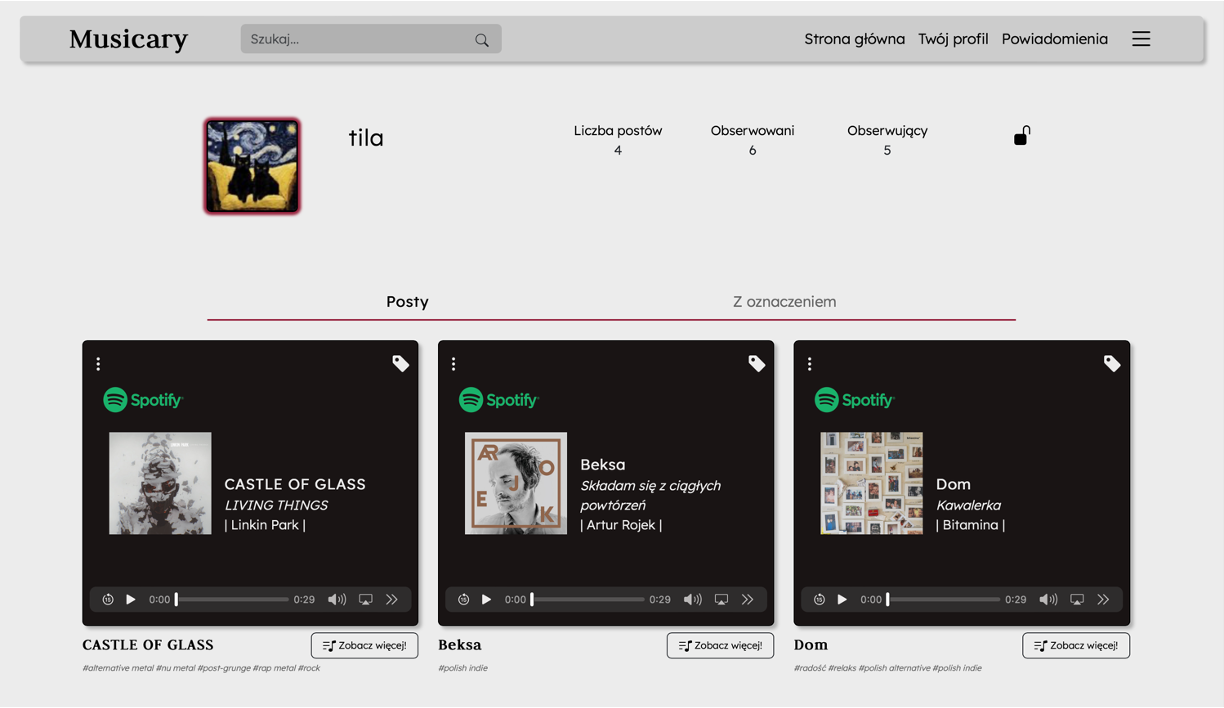 Musicary
Szukaj...
Strona główna Twój profil Powiadomienia
tila
Liczba postów
4
Obserwowani
6
Obserwujący
5
Posty
Z oznaczeniem
Spotify
CASTLE OF GLASS
LIVING THINGS
| Linkin Park |
15
0:00
0:29
CASTLE OF GLASS
Zobacz więcej!
#alternative metal #nu metal #post-grunge #rap metal #rock
Spotify
AR
O
E J
K
Beksa
Składam się z ciągłych
powtórzeń
| Artur Rojek |
15
0:00
0:29
Beksa
Zobacz więcej!
#polish indie
Spotify
Dom
Kawalerka
| Bitamina |
15
0:00
0:29
Dom
Zobacz więcej!
#radość #relaks #polish alternative #polish indie